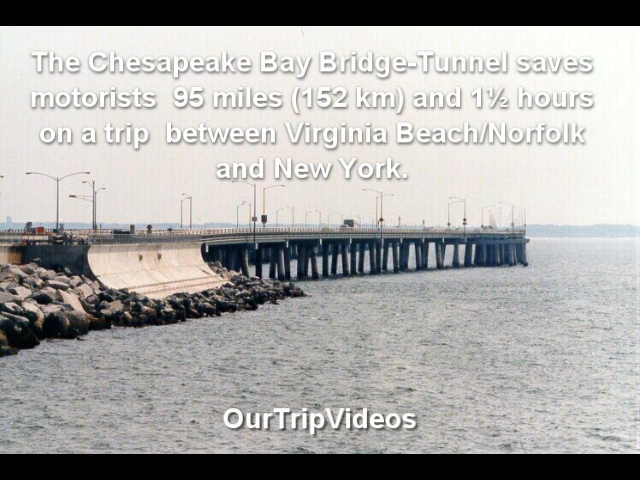 The Chesapeake Bay Bridge-Tunnel saves
motorists  95 miles (152 km) and 1½ hours
on a trip  between Virginia Beach/Norfolk
and New York.
OurTripVideos